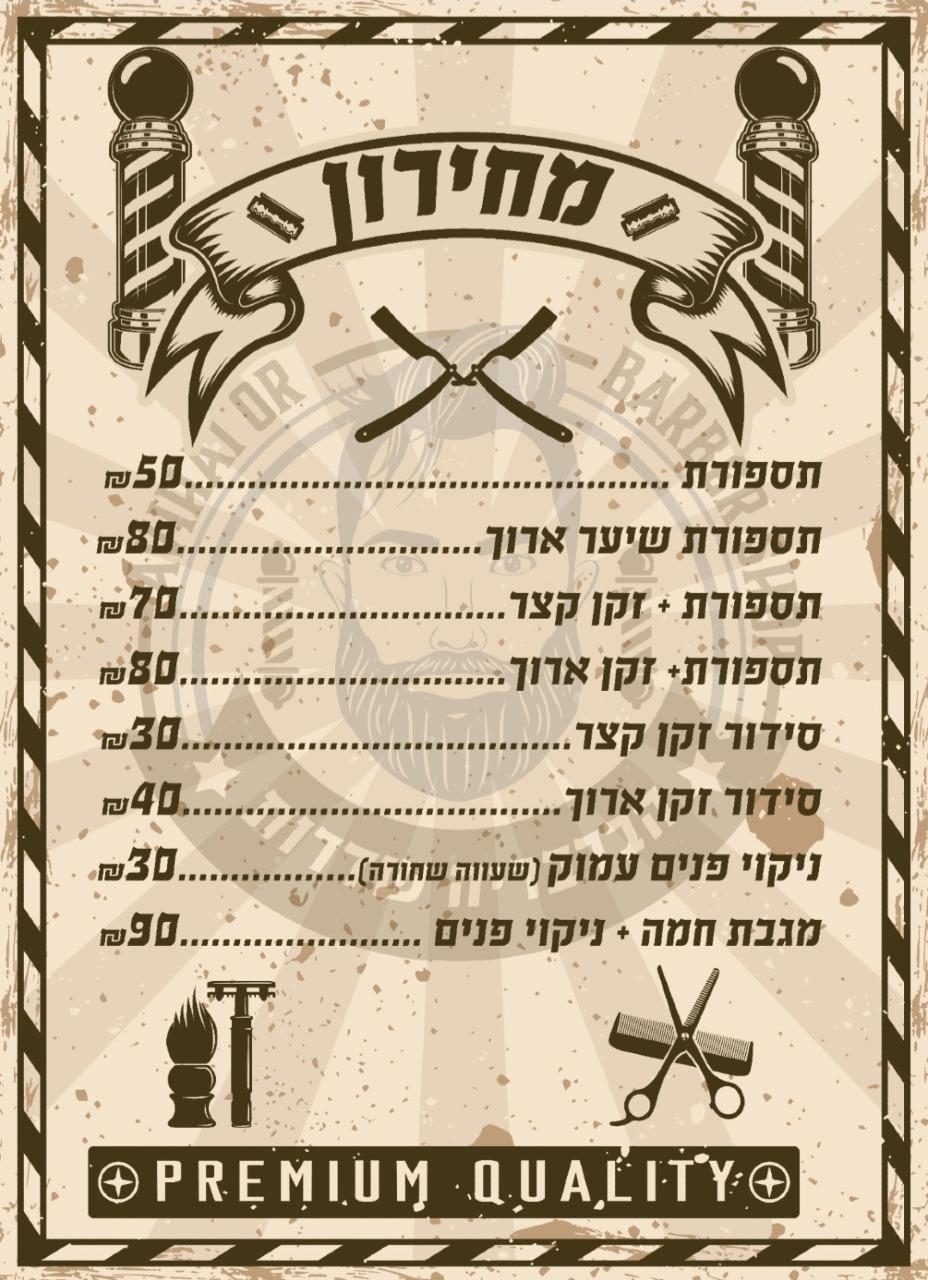 מחירון
תספורת ........................................ 50₪
תספורת שיער ארוך ......................... 80₪
תספורת + זקן קצר ........................... 70₪
תספורת+ זקן ארוך ........................... 80₪
סידור זקן קצר ................................ 30₪
סידור זקן ארוך ............................... 40₪
ניקוי פנים עמוק (שעווה שחורה) ............... 30₪
מגבת חמה + ניקוי פנים .................... 90₪
PREMIUM QUALITY